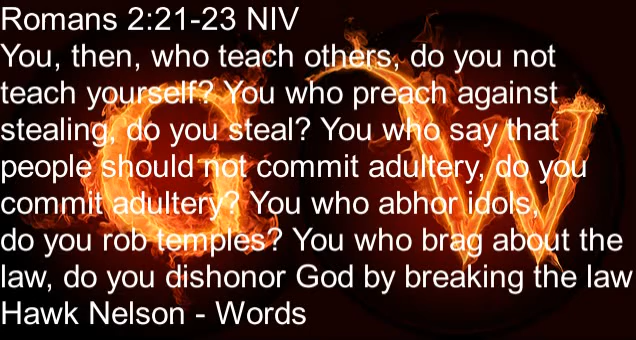 Romans 2:21-23 NIV
You, then, who teach others, do you not
teach yourself? You who preach against
stealing, do you steal? You who say that
people should not commit adultery, do you
commit adultery? You who abhor idols,
do you rob temples? You who brag about the
law, do you dishonor God by breaking the law
Hawk Nelson - Words
G W